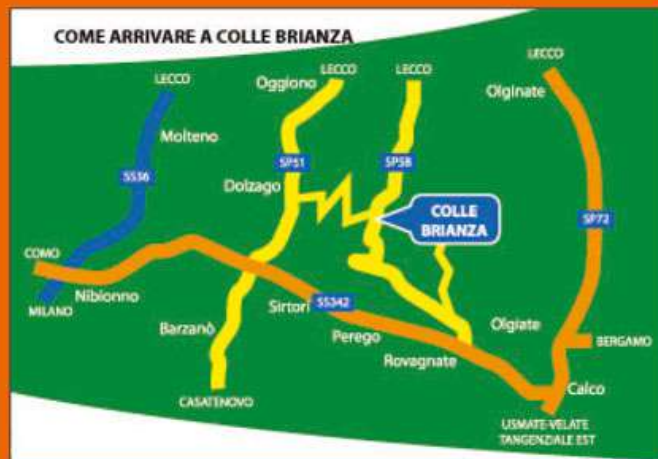 COME ARRIVARE A COLLE BRIANZA
LECCO
Oggiono
LECCO
LECCO
LECCO
Olginate
Molteno
SS36
SP51
SP58
Dolzago
COLLE
BRIANZA
SP72
COMO
Nibionno
MILANO
Sirtori
SS342
Barzanò
Perego
Olgiate
Rovagnate
BERGAMO
Calco
CASATENOVO
USMATE-VELATE
TANGENZIALE EST